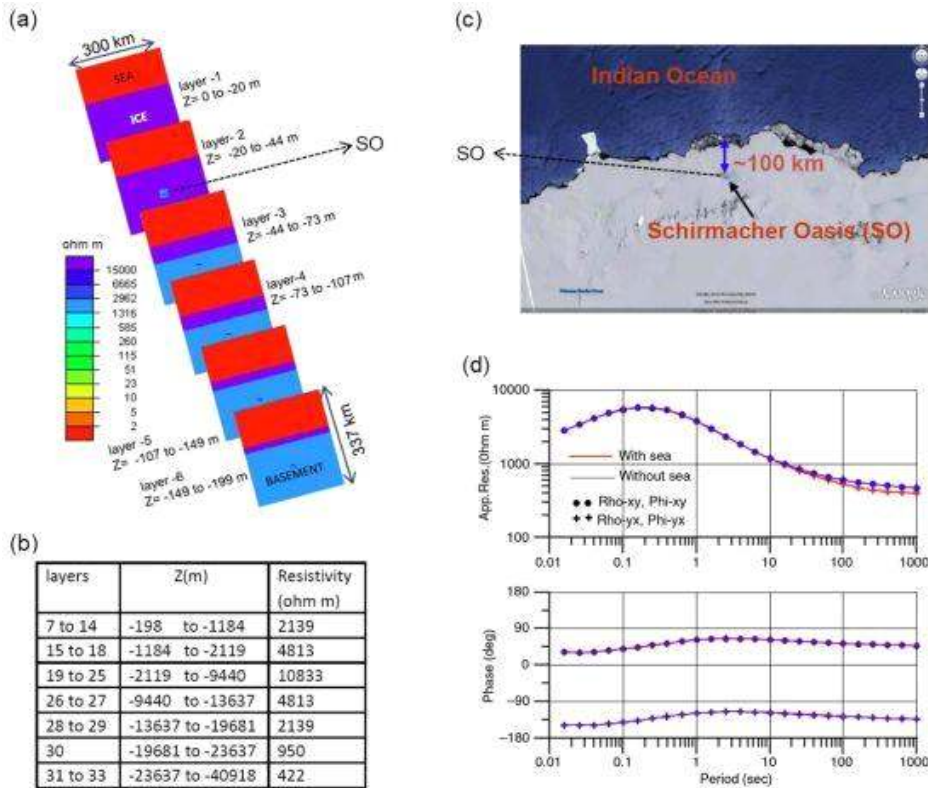 (a)
300 km
SEA
ICE
layer -1
Z= 0 to -20 m
layer- 2
Z= -20 to -44 m
SO
layer -3
Z= -44 to -73 m
layer-4
Z= -73 to -107 m
ohm m
15000
6665
2962
1316
585
260
115
51
23
10
5
2
layer -5
Z= -107 to -149 m
layer -6
Z= -149 to -199 m
BASEMENT
337 km
(b)
layers Z(m) Resistivity (ohm m)
7 to 14 -198 to -1184 2139
15 to 18 -1184 to -2119 4813
19 to 25 -2119 to -9440 10833
26 to 27 -9440 to -13637 4813
28 to 29 -13637 to -19681 2139
30 -19681 to -23637 950
31 to 33 -23637 to -40918 422
(c)
Indian Ocean
SO
~100 km
Schirmacher Oasis (SO)
Google
(d)
App.Res.(Ohm m)
10000
1000
100
With sea
Without sea
Rho-xy, Phi-xy
Rho-yx, Phi-yx
0.01 0.1 1 10 100 1000
Phase (deg)
180
90
0
-90
-180
0.01 0.1 1 10 100 1000
Period (sec)